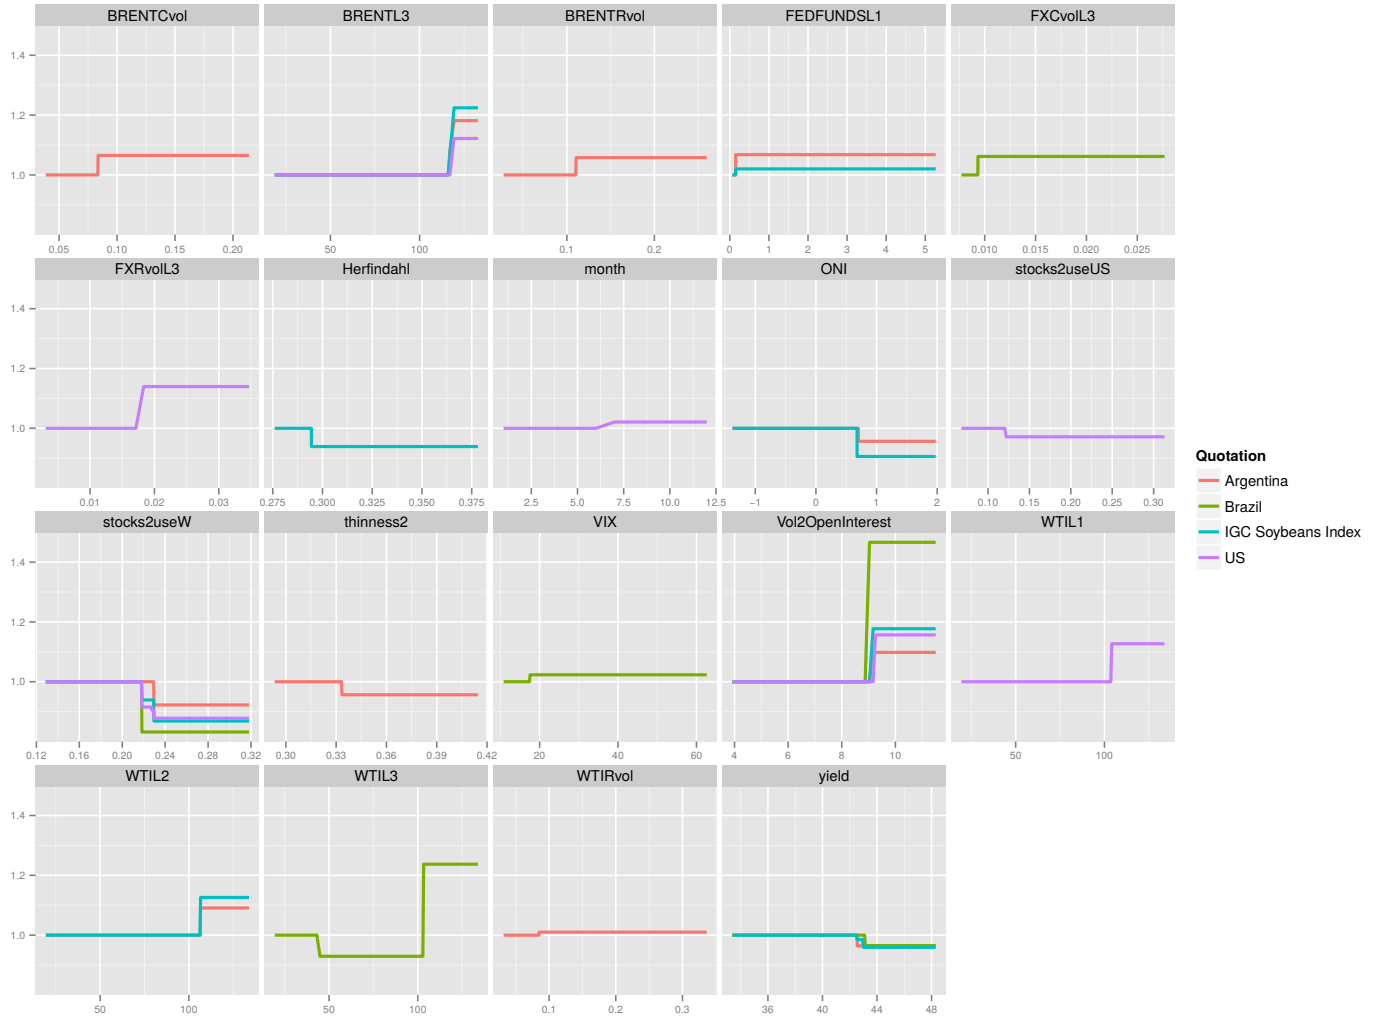 BRENTCvol BRENTL3 BRENTRvol FEDFUNDSL1 FXCvolL3
1.4
1.2
1.0
0.05 0.10 0.15 0.20 50 100 0.1 0.2 0 1 2 3 4 5 0.010 0.015 0.020 0.025
FXRvolL3 Herfindahl month ONI stocks2useUS
1.4
1.2
1.0
0.01 0.02 0.03 0.275 0.300 0.325 0.350 0.375 2.5 5.0 7.5 10.0 12.5 −1 0 1 2 0.10 0.15 0.20 0.25 0.30
Quotation
Argentina
Brazil
IGC Soybeans Index
US
stocks2useW thinness2 VIX Vol2OpenInterest WTIL1
1.4
1.2
1.0
0.12 0.16 0.20 0.24 0.28 0.32 0.30 0.33 0.36 0.39 0.42 20 40 60 4 6 8 10 50 100
WTIL2 WTIL3 WTIRvol yield
1.4
1.2
1.0
50 100 50 100 0.1 0.2 0.3 36 40 44 48